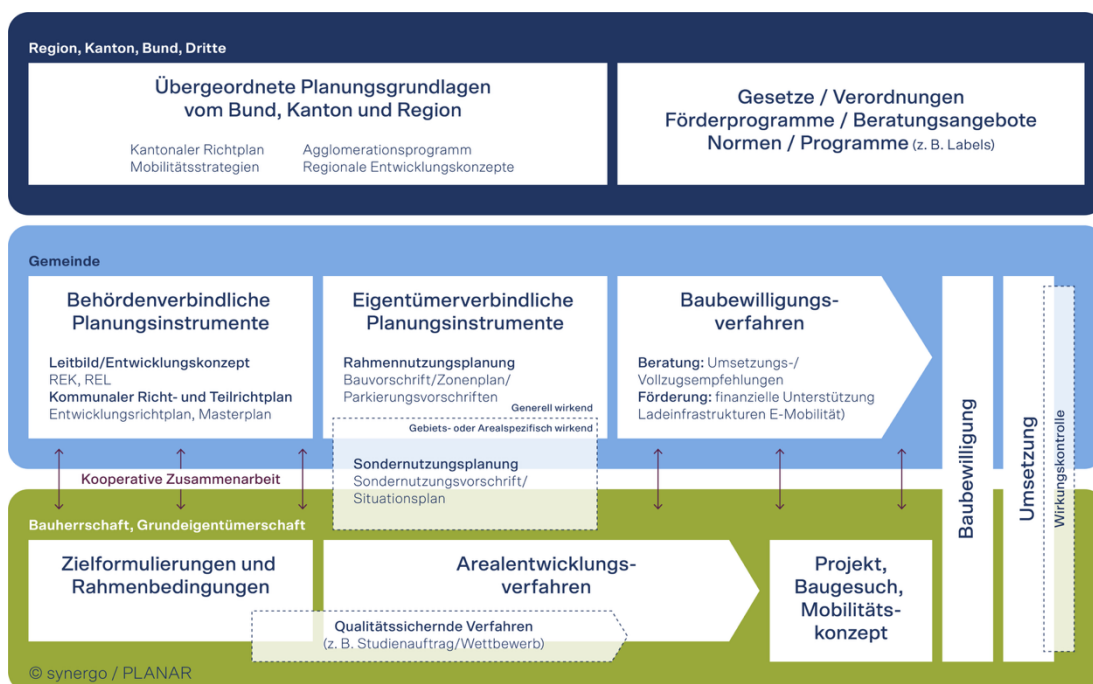 Region, Kanton, Bund, Dritte
Übergeordnete Planungsgrundlagen
vom Bund, Kanton und Region
Kantonaler Richtplan
Mobilitätsstrategien
Agglomerationsprogramm
Regionale Entwicklungskonzepte
Gesetze / Verordnungen
Förderprogramme / Beratungsangebote
Normen / Programme (z. B. Labels)
Gemeinde
Behördenverbindliche
Planungsinstrumente
Leitbild/Entwicklungskonzept
REK, REL
Kommunaler Richt- und Teilrichtplan
Entwicklungsrichtplan, Masterplan
Eigentümerverbindliche
Planungsinstrumente
Rahmennutzungsplanung
Bauvorschrift/Zonenplan/
Parkierungsvorschriften
Generell wirkend
Gebiets- oder Arealspezifisch wirkend
Sondernutzungsplanung
Sondernutzungsvorschrift/
Situationsplan
Baubewilligungs-
verfahren
Beratung: Umsetzungs-/
Vollzugsempfehlungen
Förderung: finanzielle Unterstützung
Ladeinfrastrukturen E-Mobilität)
Baubewilligung
Umsetzung
Wirkungskontrolle
Kooperative Zusammenarbeit
Bauherrschaft, Grundeigentümerschaft
Zielformulierungen und
Rahmenbedingungen
Arealentwicklungs-
verfahren
Qualitätssichernde Verfahren
(z. B. Studienauftrag/Wettbewerb)
Projekt,
Baugesuch,
Mobilitäts-
konzept
© synergo / PLANAR